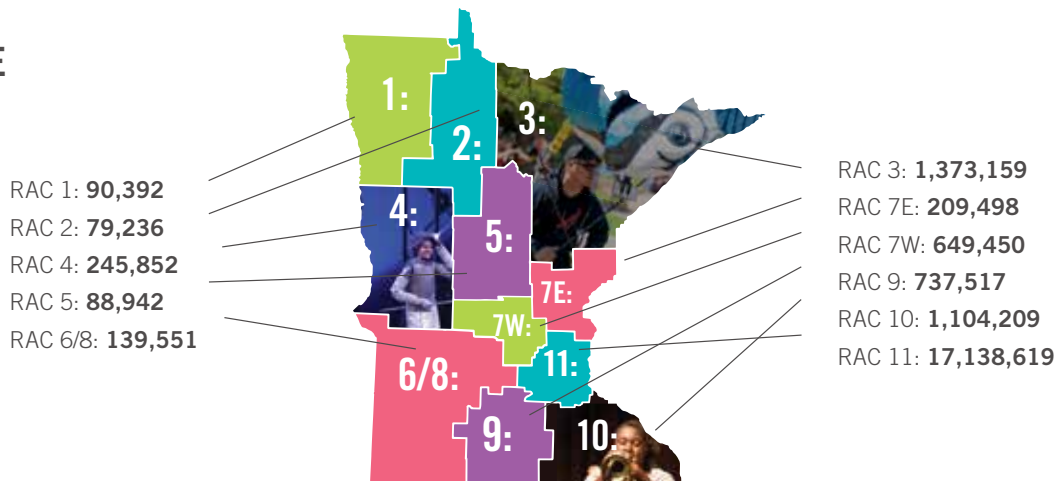 E
1:
2:
3:
4:
5:
7E:
7W:
6/8:
11:
9:
10:
RAC 1: 90,392
RAC 2: 79,236
RAC 4: 245,852
RAC 5: 88,942
RAC 6/8: 139,551
RAC 3: 1,373,159
RAC 7E: 209,498
RAC 7W: 649,450
RAC 9: 737,517
RAC 10: 1,104,209
RAC 11: 17,138,619